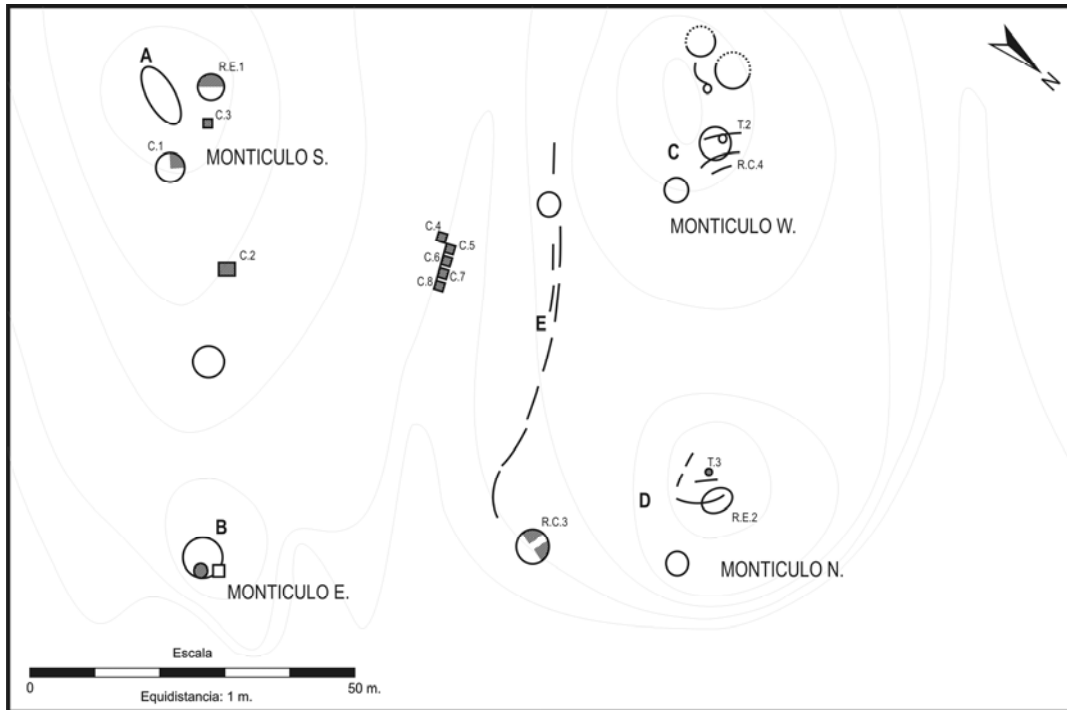 A
R.E.1
C.3
C.1
MONTICULO S.
C.2
C.4
C.5
C.6
C.7
C.8
E
T.2
C
R.C.4
MONTICULO W.
N
T.3
D
R.E.2
R.C.3
MONTICULO N.
B
MONTICULO E.
Escala
0
50 m.
Equidistancia: 1 m.